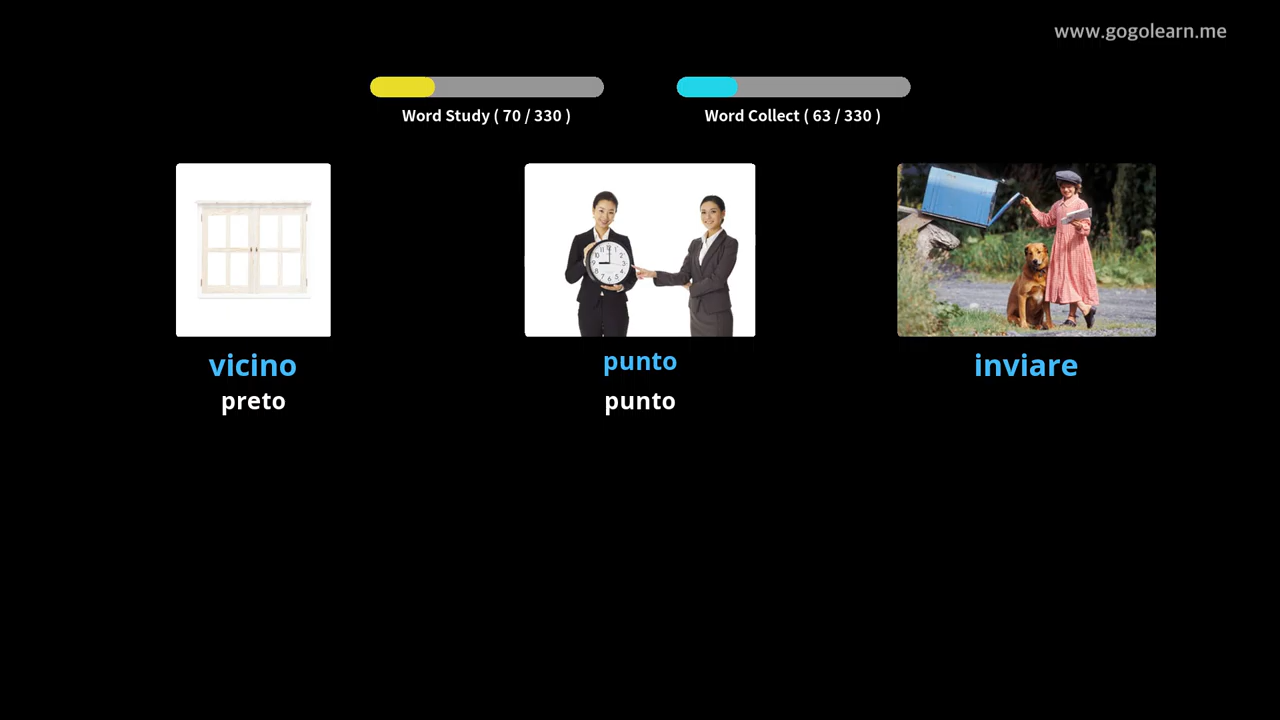 www.gogolearn.me
Word Study ( 70 / 330 )
Word Collect ( 63 / 330 )
vicino
preto
punto
punto
inviare